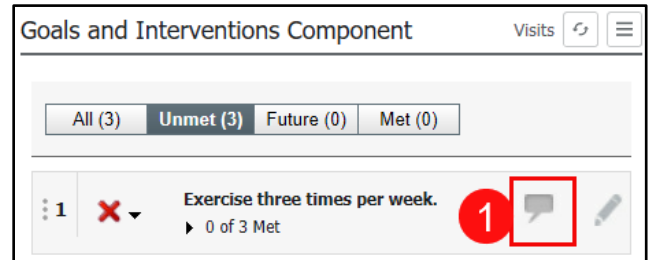 Goals and Interventions Component Visits
All (3) Unmet (3) Future (0) Met (0)
1 Exercise three times per week. 1
0 of 3 Met